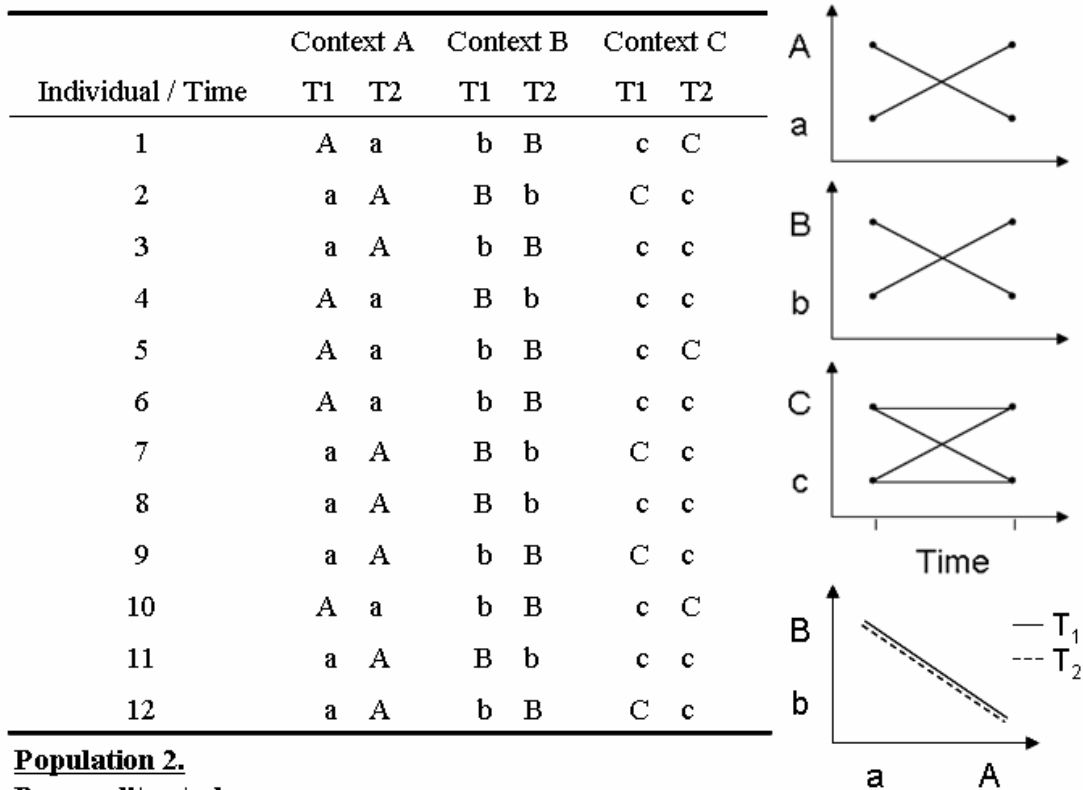 Context A Context B Context C
Individual / Time T1 T2 T1 T2 T1 T2
1 A a b B c C
2 a A B b C c
3 a A b B c c
4 A a B b c c
5 A a b B c C
6 A a b B c c
7 a A B b C c
8 a A B b c c
9 a A b B C c
10 A a b B c C
11 a A B b c c
12 a A b B C c
Population 2.
A
a
B
b
C
c
Time
B
b
T1
T2
a A